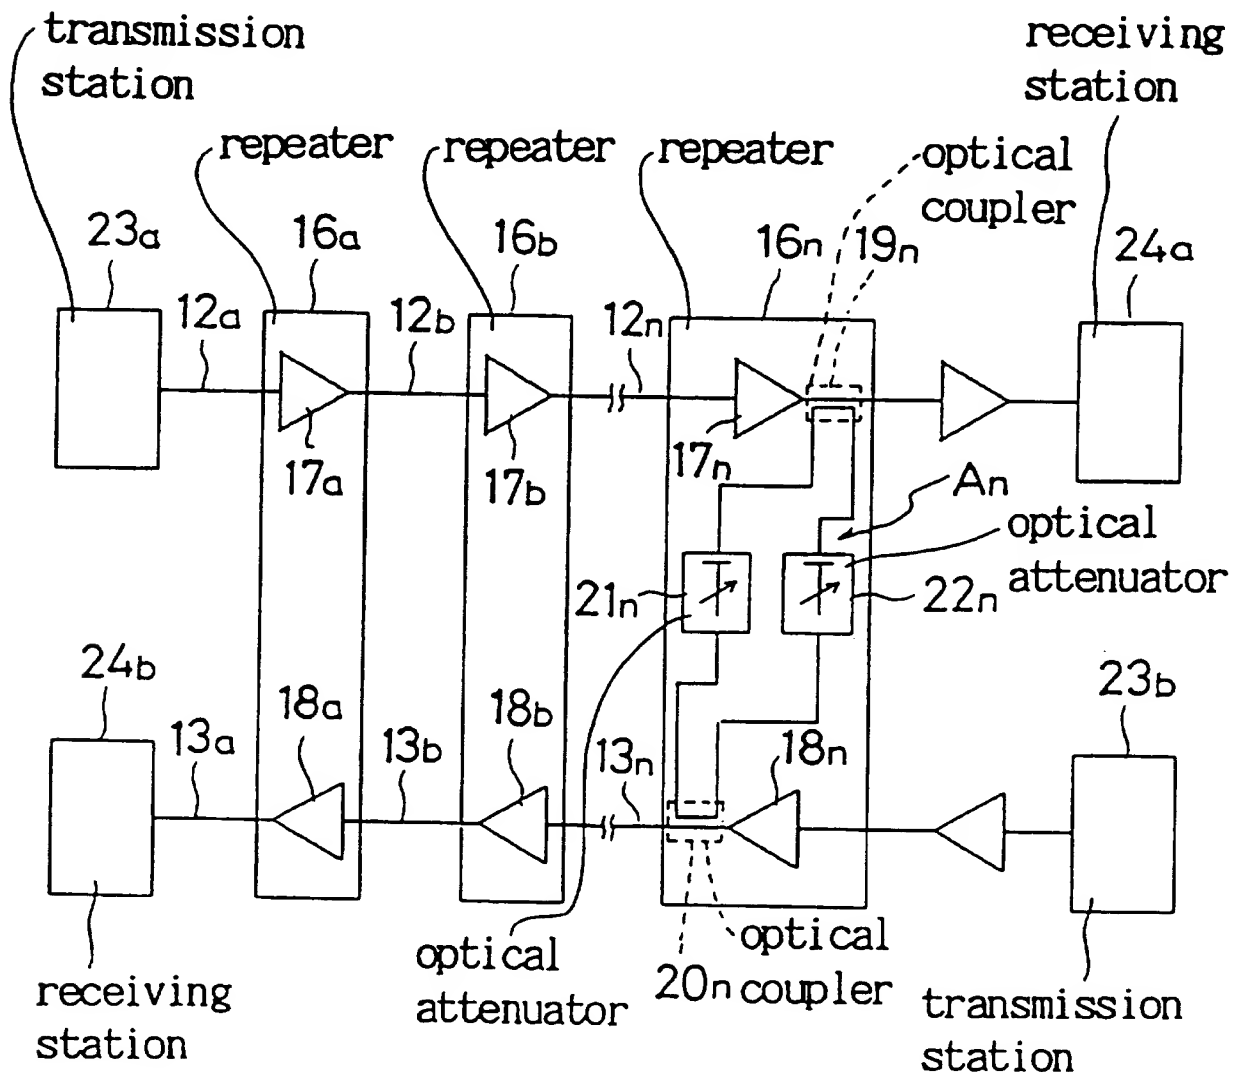 transmission
station
receiving
station
repeater
repeater
repeater
optical
coupler
23a
16a
16b
16n
19n
24a
12a
12b
12n
17a
17b
17n
An
optical
attenuator
21n
22n
24b
18a
18b
18n
23b
13a
13b
13n
optical
attenuator
20n
optical
coupler
receiving
station
transmission
station